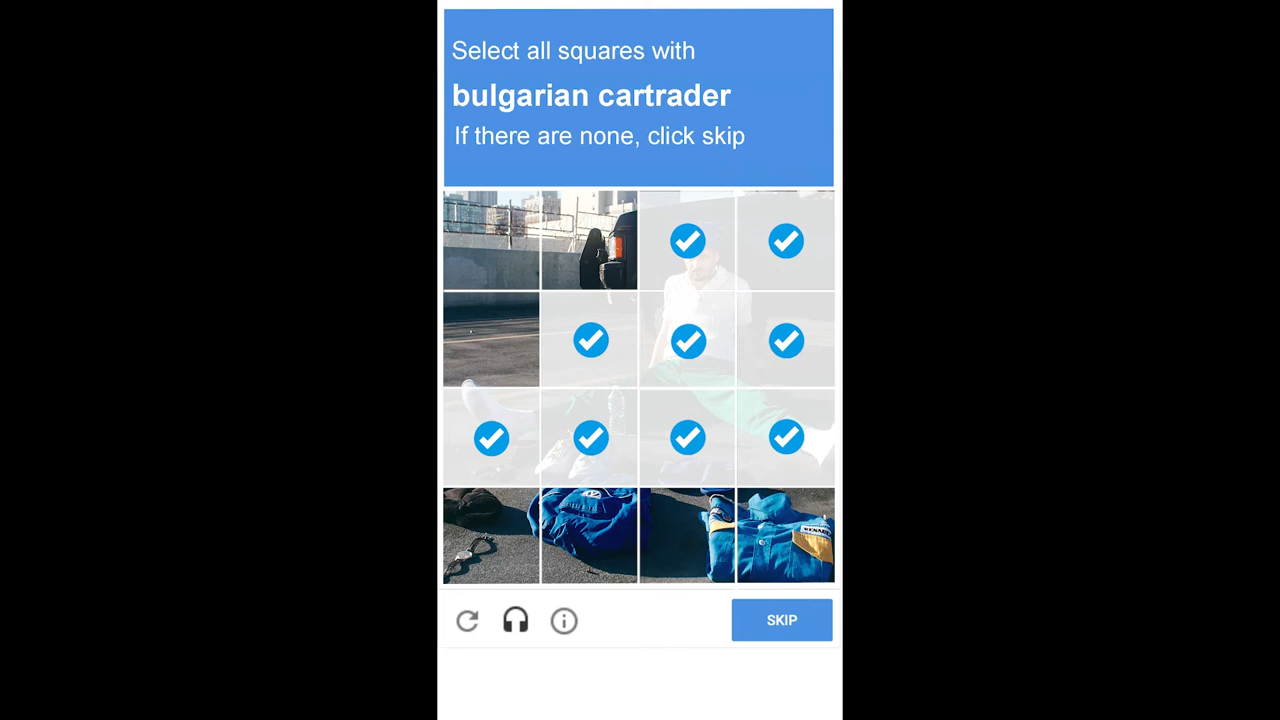 Select all squares with
bulgarian cartrader
If there are none, click skip
SKIP